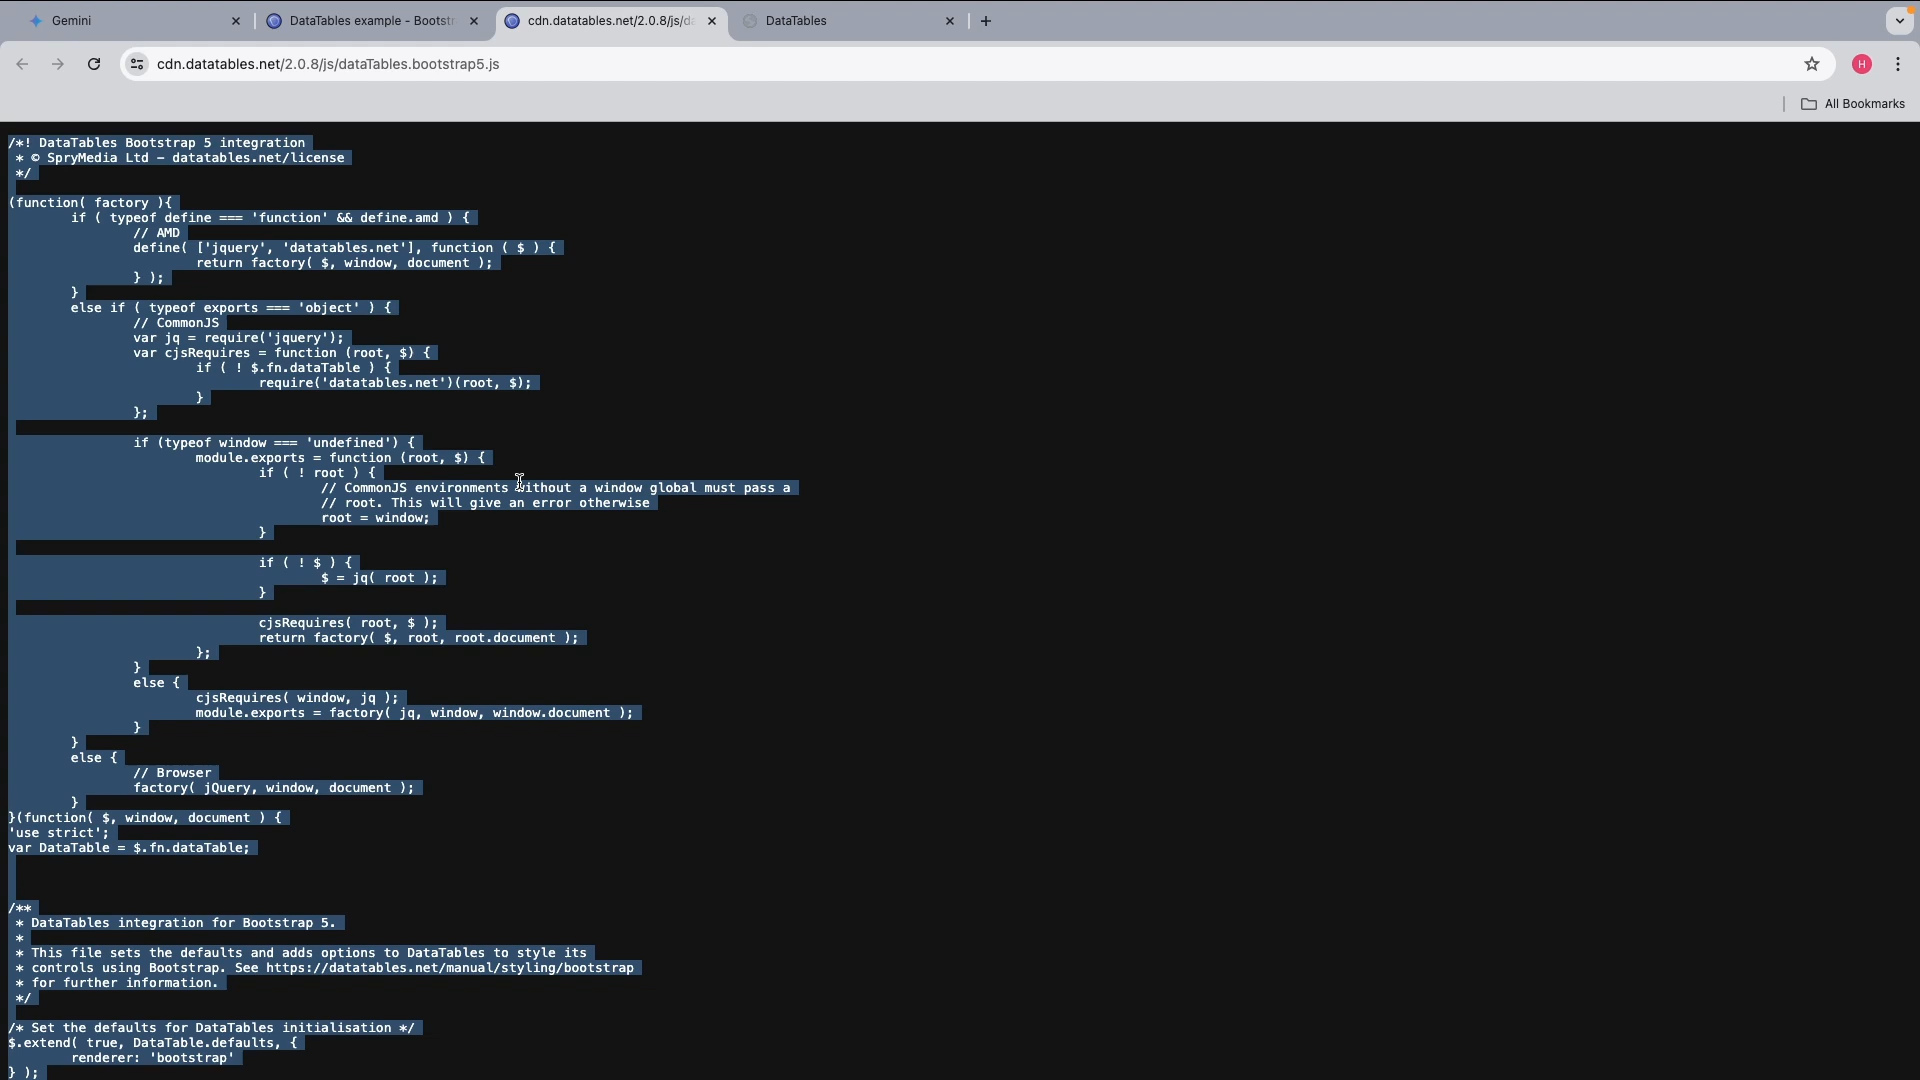 Gemini
DataTables example - Bootstr
cdn.datatables.net/2.0.8/js/da
DataTables
cdn.datatables.net/2.0.8/js/dataTables.bootstrap5.js
H
All Bookmarks
/*! DataTables Bootstrap 5 integration
 * © SpryMedia Ltd - datatables.net/license
 */
(function( factory ){
	if ( typeof define === 'function' && define.amd ) {
		// AMD
		define( ['jquery', 'datatables.net'], function ( $ ) {
			return factory( $, window, document );
		} );
	}
	else if ( typeof exports === 'object' ) {
		// CommonJS
		var jq = require('jquery');
		var cjsRequires = function (root, $) {
			if ( ! $.fn.dataTable ) {
				require('datatables.net')(root, $);
			}
		};
		if (typeof window === 'undefined') {
			module.exports = function (root, $) {
				if ( ! root ) {
					// CommonJS environments without a window global must pass a
					// root. This will give an error otherwise
					root = window;
				}
				if ( ! $ ) {
					$ = jq( root );
				}
				cjsRequires( root, $ );
				return factory( $, root, root.document );
			};
		}
		else {
			cjsRequires( window, jq );
			module.exports = factory( jq, window, window.document );
		}
	}
	else {
		// Browser
		factory( jQuery, window, document );
	}
}(function( $, window, document ) {
'use strict';
var DataTable = $.fn.dataTable;
/**
 * DataTables integration for Bootstrap 5.
 *
 * This file sets the defaults and adds options to DataTables to style its
 * controls using Bootstrap. See https://datatables.net/manual/styling/bootstrap
 * for further information.
 */
/* Set the defaults for DataTables initialisation */
$.extend( true, DataTable.defaults, {
	renderer: 'bootstrap'
} );